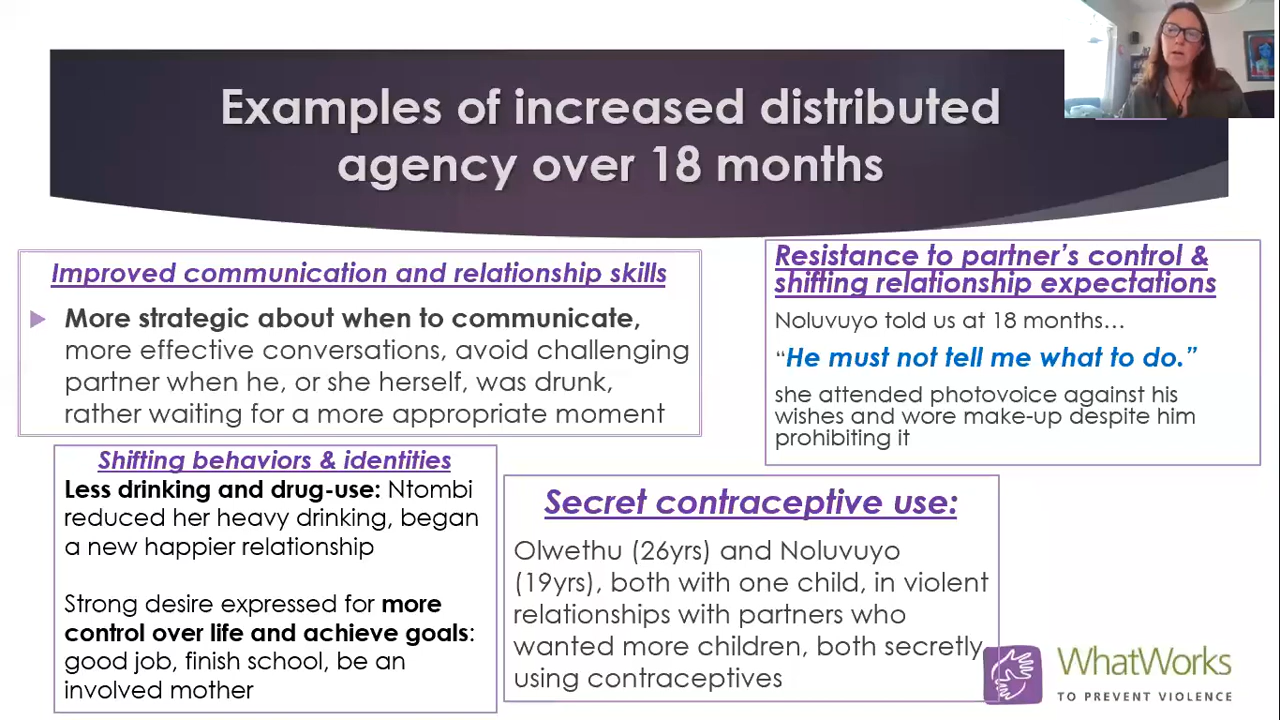 Examples of increased distributed
agency over 18 months
Improved communication and relationship skills
More strategic about when to communicate,
more effective conversations, avoid challenging
partner when he, or she herself, was drunk,
rather waiting for a more appropriate moment
Resistance to partner's control &
shifting relationship expectations
Noluvuyo told us at 18 months…
“He must not tell me what to do.”
she attended photovoice against his
wishes and wore make-up despite him
prohibiting it
Shifting behaviors & identities
Less drinking and drug-use: Ntombi
reduced her heavy drinking, began
a new happier relationship
Strong desire expressed for more
control over life and achieve goals:
good job, finish school, be an
involved mother
Secret contraceptive use:
Olwethu (26yrs) and Noluvuyo
(19yrs), both with one child, in violent
relationships with partners who
wanted more children, both secretly
using contraceptives
WhatWorks
TO PREVENT VIOLENCE